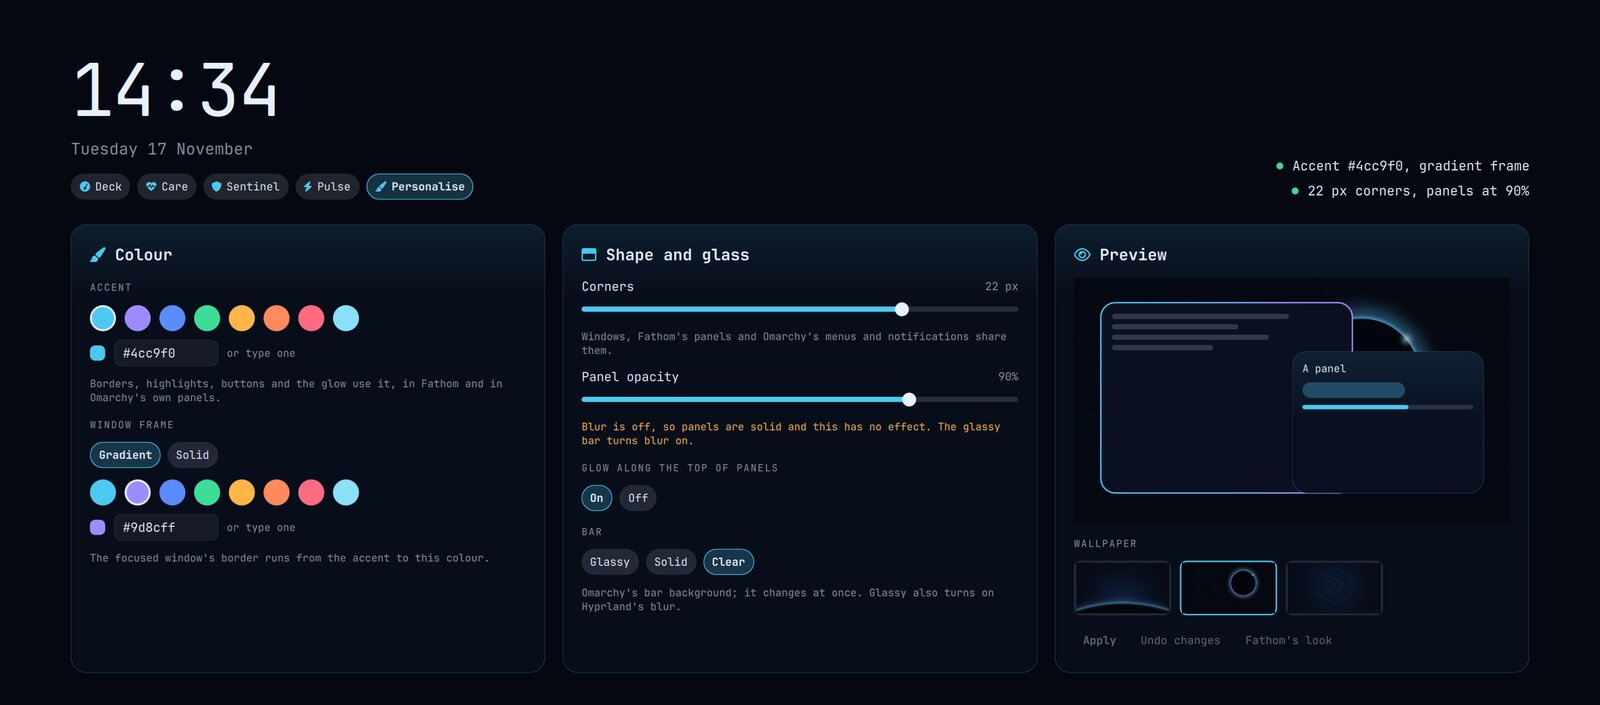 14:34
Tuesday 17 November
Deck Care Sentinel Pulse Personalise
Accent #4cc9f0, gradient frame
22 px corners, panels at 90%
Colour
ACCENT
#4cc9f0 or type one
Borders, highlights, buttons and the glow use it, in Fathom and in
Omarchy's own panels.
WINDOW FRAME
Gradient Solid
#9d8cff or type one
The focused window's border runs from the accent to this colour.
Shape and glass
Corners 22 px
Windows, Fathom's panels and Omarchy's menus and notifications share
them.
Panel opacity 90%
Blur is off, so panels are solid and this has no effect. The glassy
bar turns blur on.
GLOW ALONG THE TOP OF PANELS
On Off
BAR
Glassy Solid Clear
Omarchy's bar background; it changes at once. Glassy also turns on
Hyprland's blur.
Preview
A panel
WALLPAPER
Apply Undo changes Fathom's look